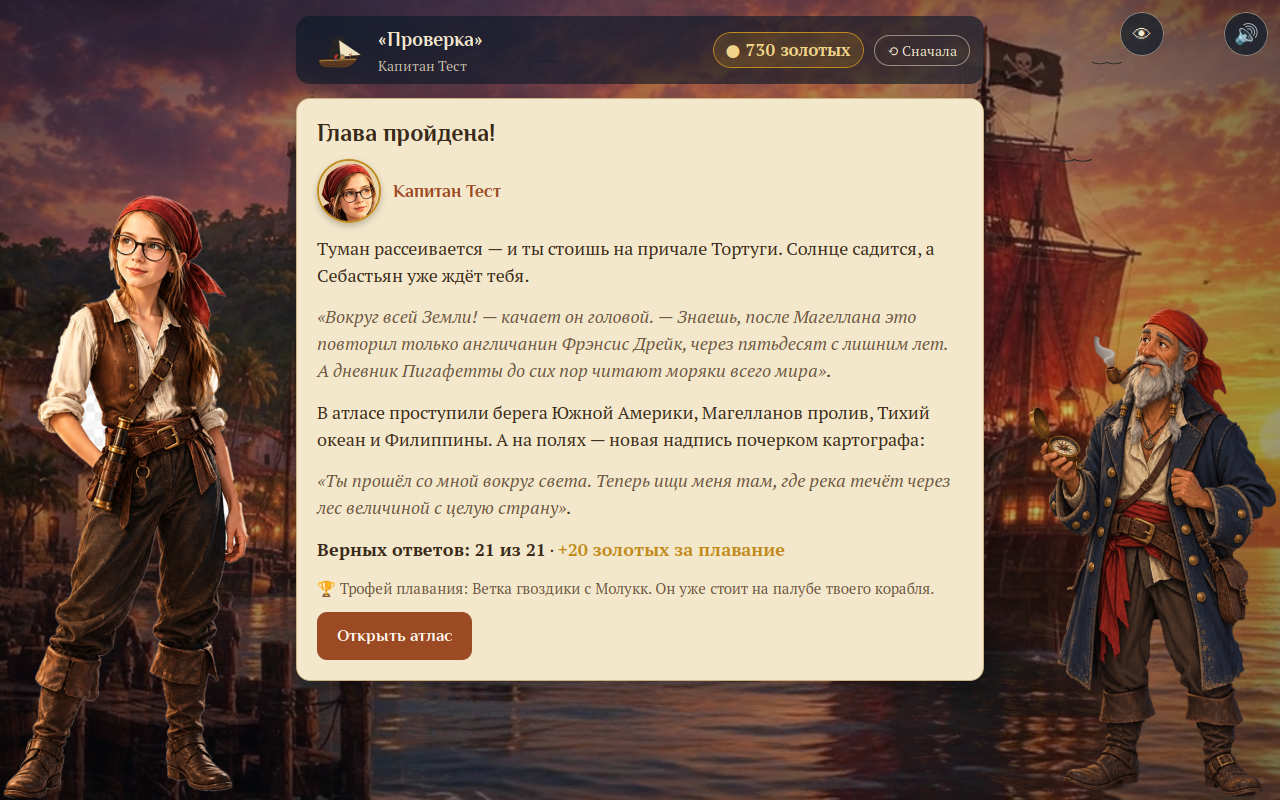 «Проверка»
Капитан Тест
730 золотых
⟲ Сначала
Глава пройдена!
Капитан Тест
Туман рассеивается — и ты стоишь на причале Тортуги. Солнце садится, а
Себастьян уже ждёт тебя.
«Вокруг всей Земли! — качает он головой. — Знаешь, после Магеллана это
повторил только англичанин Фрэнсис Дрейк, через пятьдесят с лишним лет.
А дневник Пигафетты до сих пор читают моряки всего мира».
В атласе проступили берега Южной Америки, Магелланов пролив, Тихий
океан и Филиппины. А на полях — новая надпись почерком картографа:
«Ты прошёл со мной вокруг света. Теперь ищи меня там, где река течёт через
лес величиной с целую страну».
Верных ответов: 21 из 21 · +20 золотых за плавание
🏆 Трофей плавания: Ветка гвоздики с Молукк. Он уже стоит на палубе твоего корабля.
Открыть атлас